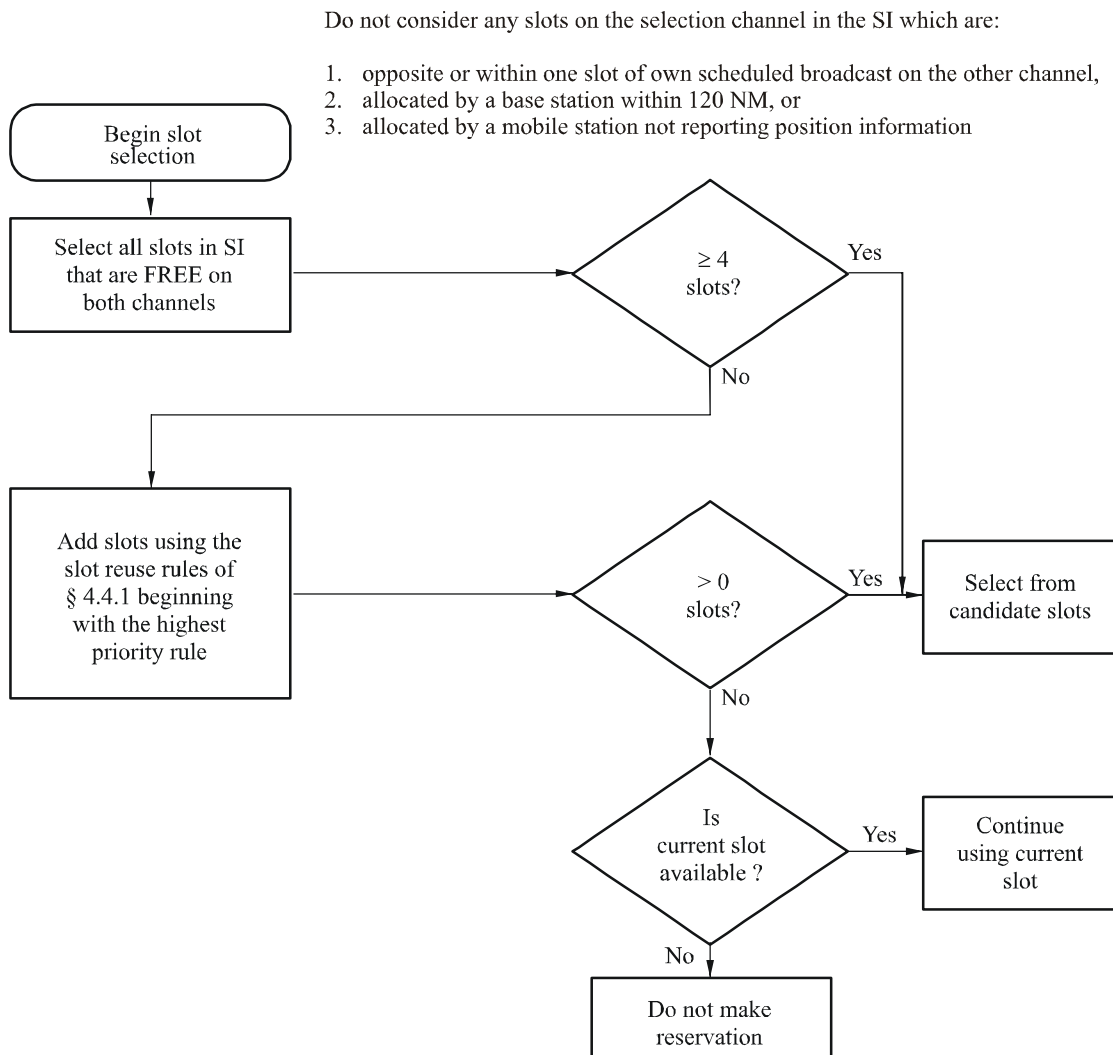 Do not consider any slots on the selection channel in the SI which are:
1. opposite or within one slot of own scheduled broadcast on the other channel,
2. allocated by a base station within 120 NM, or
3. allocated by a mobile station not reporting position information
Begin slot
selection
Select all slots in SI
that are FREE on
both channels
≥ 4
slots?
Yes
No
Add slots using the
slot reuse rules of
§ 4.4.1 beginning
with the highest
priority rule
> 0
slots?
Yes
Select from
candidate slots
No
Is
current slot
available ?
Yes
Continue
using current
slot
No
Do not make
reservation